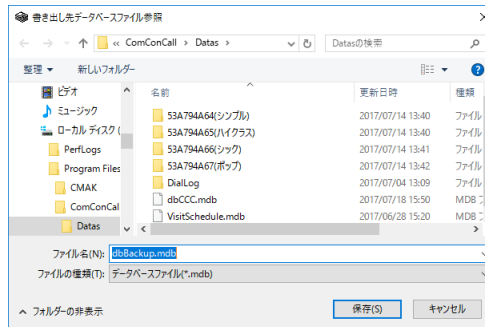 書き出し先データベースファイル参照
« ComConCall › Datas ›
Datasの検索
整理 新しいフォルダー
名前 更新日時 種類
ビデオ
ミュージック
ローカル ディスク (
PerfLogs
Program Files
CMAK
ComConCal
Datas
53A794A64(シンプル) 2017/07/14 13:40 ファイル
53A794A65(ハイクラス) 2017/07/14 13:40 ファイル
53A794A66(シック) 2017/07/14 13:41 ファイル
53A794A67(ポップ) 2017/07/14 13:42 ファイル
DialLog 2017/07/04 13:09 ファイル
dbCCC.mdb 2017/07/18 15:50 MDB フ
VisitSchedule.mdb 2017/06/28 15:20 MDB フ
ファイル名(N): dbBackup.mdb
ファイルの種類(T): データベースファイル(*.mdb)
フォルダーの非表示
保存(S) キャンセル